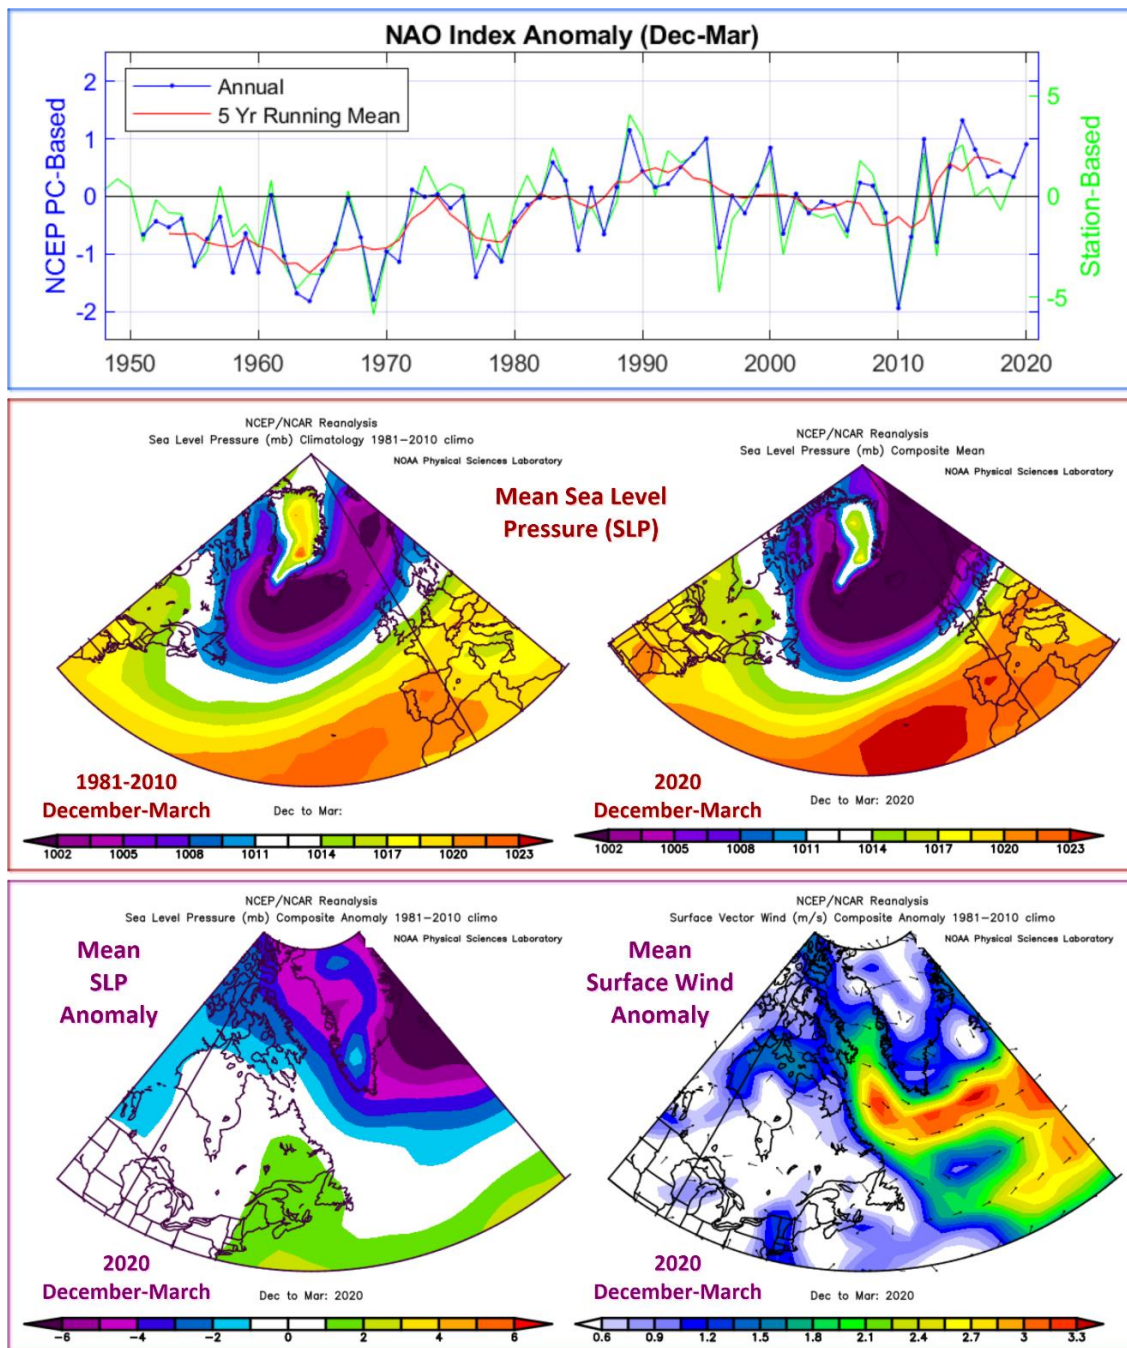 NAO Index Anomaly (Dec-Mar)
Annual
5 Yr Running Mean
NCEP PC-Based
2
1
0
-1
-2
Station-Based
5
0
-5
1950 1960 1970 1980 1990 2000 2010 2020
NCEP/NCAR Reanalysis
Sea Level Pressure (mb) Climatology 1981-2010 climo
NOAA Physical Sciences Laboratory
Mean Sea Level
Pressure (SLP)
NCEP/NCAR Reanalysis
Sea Level Pressure (mb) Composite Mean
NOAA Physical Sciences Laboratory
1981-2010
December-March
Dec to Mar:
1002 1005 1008 1011 1014 1017 1020 1023
2020
December-March
Dec to Mar: 2020
1002 1005 1008 1011 1014 1017 1020 1023
NCEP/NCAR Reanalysis
Sea Level Pressure (mb) Composite Anomaly 1981-2010 climo
NOAA Physical Sciences Laboratory
Mean
SLP
Anomaly
2020
December-March
Dec to Mar: 2020
-6 -4 -2 0 2 4 6
NCEP/NCAR Reanalysis
Surface Vector Wind (m/s) Composite Anomaly 1981-2010 climo
NOAA Physical Sciences Laboratory
Mean
Surface Wind
Anomaly
2020
December-March
Dec to Mar: 2020
0.6 0.9 1.2 1.5 1.8 2.1 2.4 2.7 3 3.3